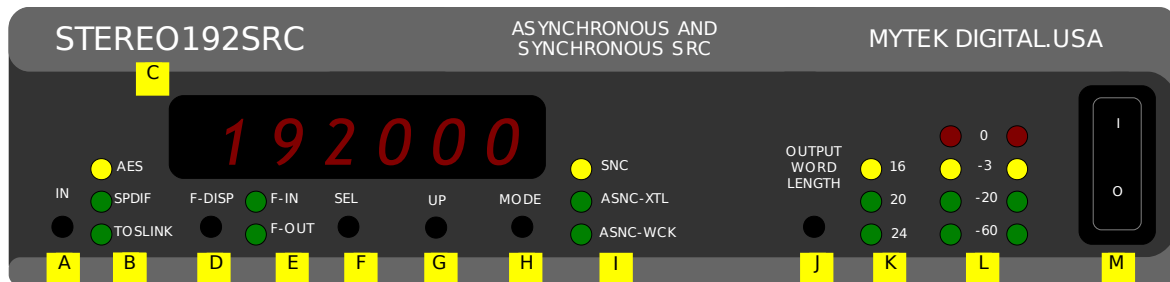 STEREO192SRC
ASYNCHRONOUS AND
SYNCHRONOUS SRC
MYTEK DIGITAL.USA
C
192000
AES
SPDIF
TOSLINK
IN
F-DISP
F-IN
F-OUT
SEL
UP
MODE
SNC
ASNC-XTL
ASNC-WCK
OUTPUT
WORD
LENGTH
16
20
24
0
-3
-20
-60
I
O
A
B
D
E
F
G
H
I
J
K
L
M